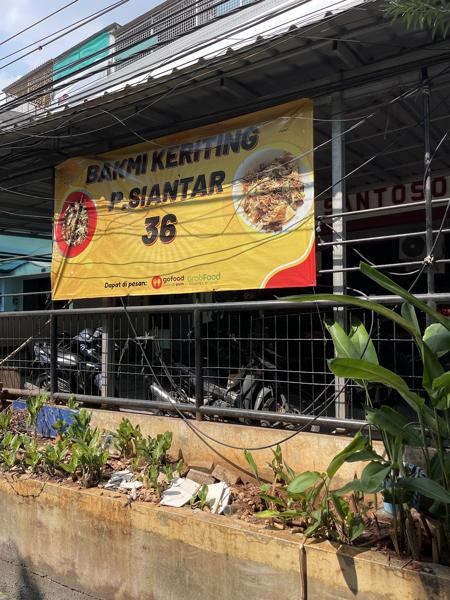 BAKMI KERITING
P.SIANTAR
36
Dapat di pesan: gofood GrabFood
SANTOSO